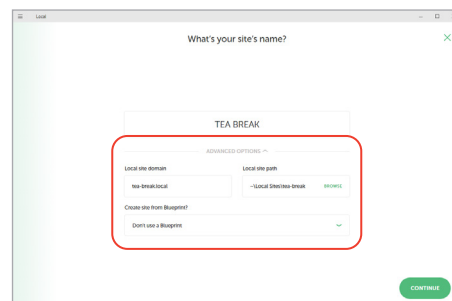 Local
What's your site's name?
TEA BREAK
ADVANCED OPTIONS
Local site domain
Local site path
tea-break.local
~\Local Sites\tea-break
BROWSE
Create site from Blueprint?
Don't use a Blueprint
CONTINUE